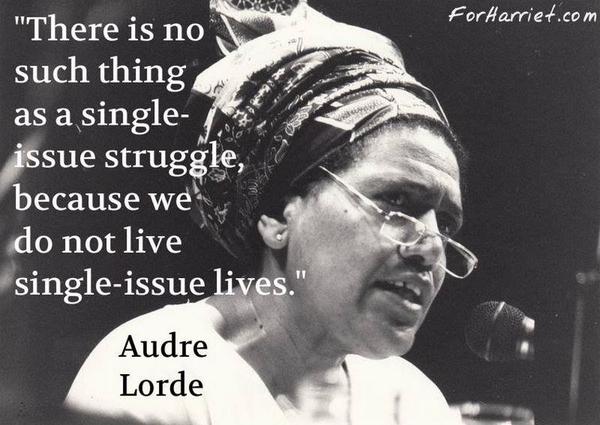 ForHarriet.com
"There is no
such thing
as a single-
issue struggle,
because we
do not live
single-issue lives."
Audre
Lorde